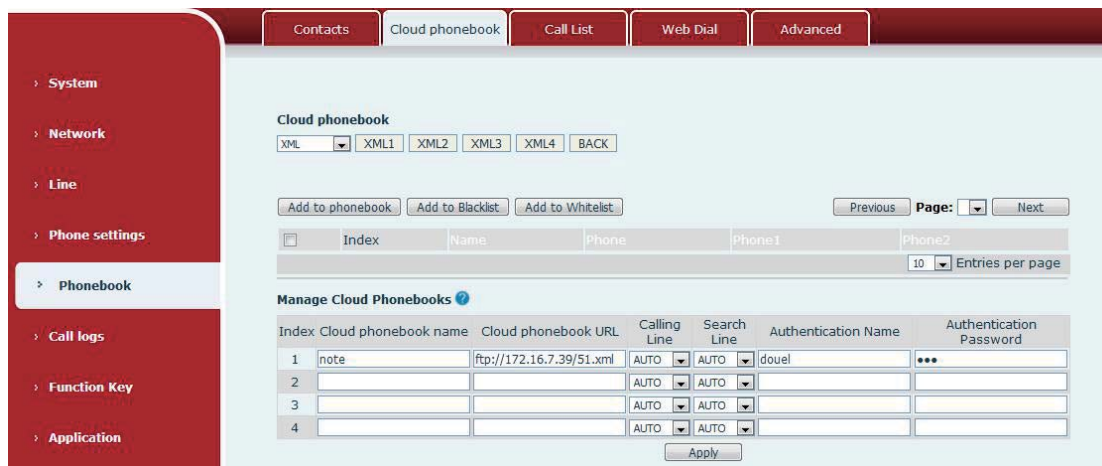 Contacts Cloud phonebook Call List Web Dial Advanced
› System
› Network
› Line
› Phone settings
› Phonebook
› Call logs
› Function Key
› Application
Cloud phonebook
XML XML1 XML2 XML3 XML4 BACK
Add to phonebook Add to Blacklist Add to Whitelist Previous Page: Next
Index Name Phone Phone1 Phone2
10 Entries per page
Manage Cloud Phonebooks ?
Index Cloud phonebook name Cloud phonebook URL Calling Line Search Line Authentication Name Authentication Password
1 note ftp://172.16.7.39/51.xml AUTO AUTO douel •••
2 AUTO AUTO
3 AUTO AUTO
4 AUTO AUTO
Apply